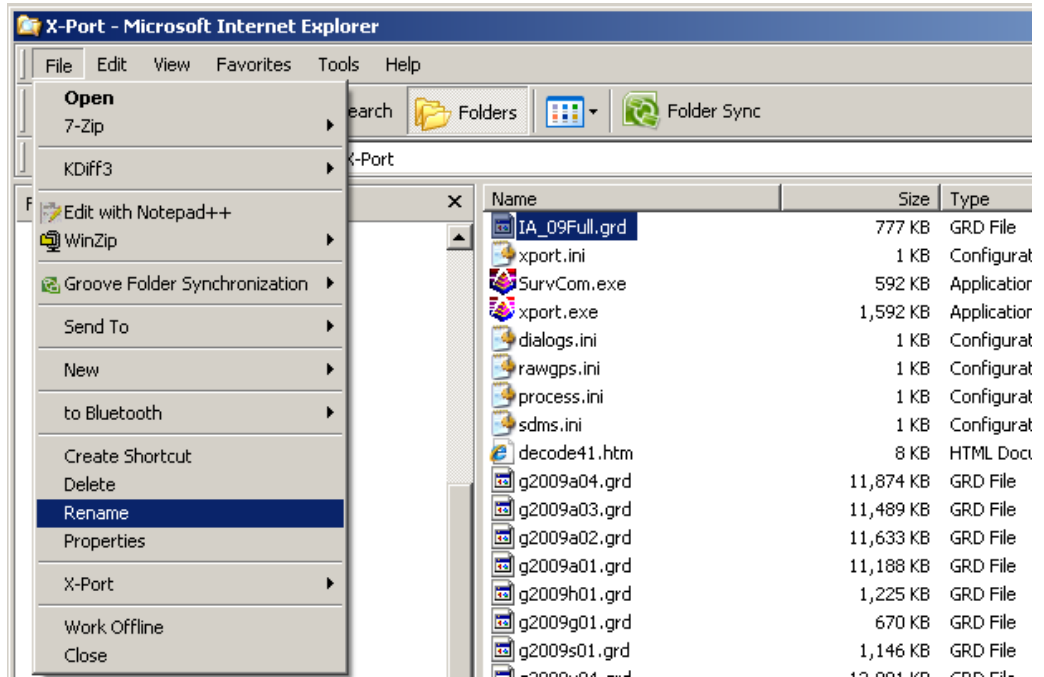 X-Port - Microsoft Internet Explorer
File Edit View Favorites Tools Help
earch Folders Folder Sync
X-Port
Open
7-Zip
KDiff3
Edit with Notepad++
WinZip
Groove Folder Synchronization
Send To
New
to Bluetooth
Create Shortcut
Delete
Rename
Properties
X-Port
Work Offline
Close
F x
Name Size Type
IA_09Full.grd 777 KB GRD File
xport.ini 1 KB Configurat
SurvCom.exe 592 KB Application
xport.exe 1,592 KB Application
dialogs.ini 1 KB Configurat
rawgps.ini 1 KB Configurat
process.ini 1 KB Configurat
sdms.ini 1 KB Configurat
decode41.htm 8 KB HTML Docu
g2009a04.grd 11,874 KB GRD File
g2009a03.grd 11,489 KB GRD File
g2009a02.grd 11,633 KB GRD File
g2009a01.grd 11,188 KB GRD File
g2009h01.grd 1,225 KB GRD File
g2009g01.grd 670 KB GRD File
g2009s01.grd 1,146 KB GRD File